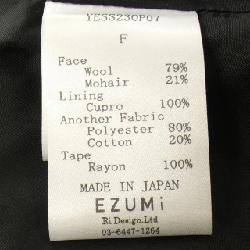 YESS23OP07
F
Face
Wool 79%
Mohair 21%
Lining
Cupro 100%
Another Fabric
Polyester 80%
Cotton 20%
Tape
Rayon 100%
MADE IN JAPAN
EZUMi
Ri Design.Ltd
03-6447-1264